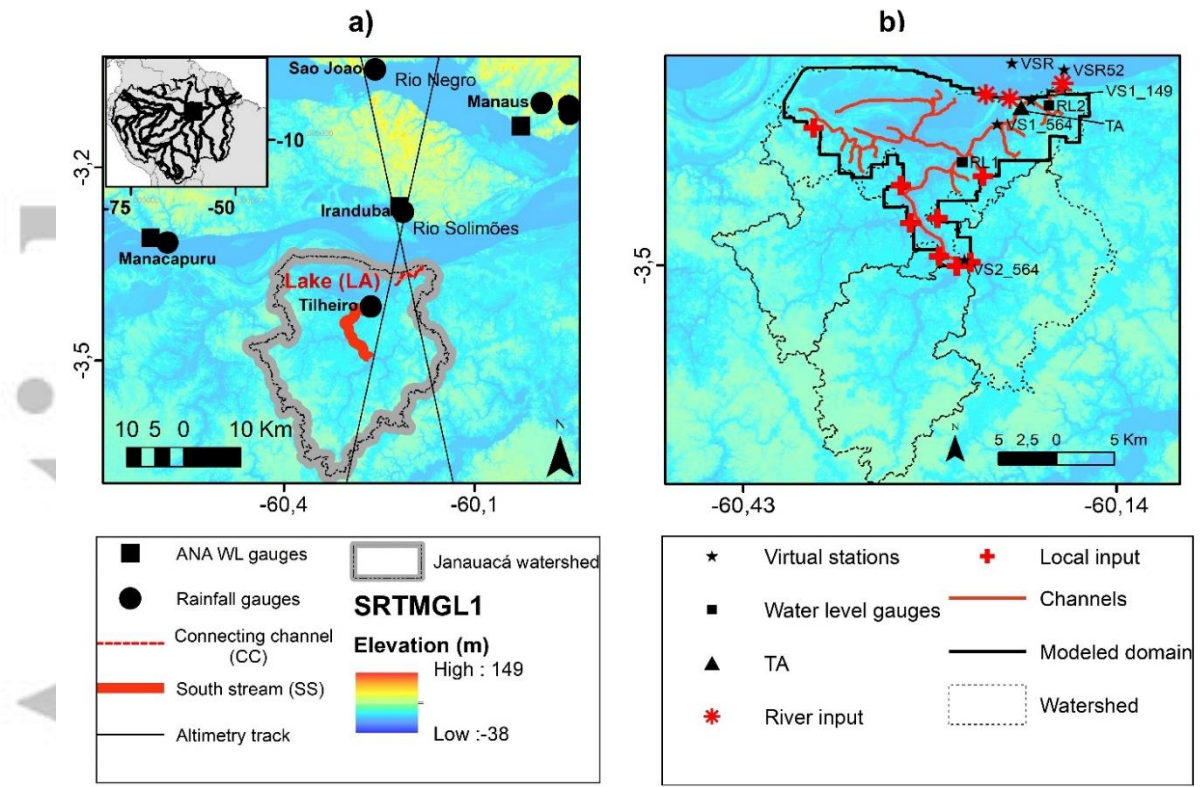 a)
Sao Joao
Rio Negro
Manaus
-10
-3,2
-75
-50
Iranduba
Rio Solimões
Manacapuru
Lake (LA)
Tilheiro
-3,5
10 5 0 10 Km
N
-60,4
-60,1
ANA WL gauges
Rainfall gauges
Connecting channel
(CC)
South stream (SS)
Altimetry track
Janauacá watershed
SRTMGL1
Elevation (m)
High : 149
Low :-38
b)
VSR
VSR52
VS1_149
RL2
TA
VS1_564
RL1
-3,5
VS2_564
N
5 2,5 0 5 Km
-60,43
-60,14
Virtual stations
Water level gauges
TA
River input
Local input
Channels
Modeled domain
Watershed